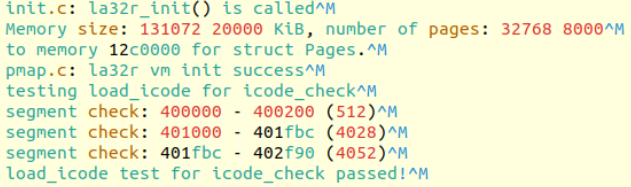 init.c: la32r_init() is called^M
Memory size: 131072 20000 KiB, number of pages: 32768 8000^M
to memory 12c0000 for struct Pages.^M
pmap.c: la32r vm init success^M
testing load_icode for icode_check^M
segment check: 400000 - 400200 (512)^M
segment check: 401000 - 401fbc (4028)^M
segment check: 401fbc - 402f90 (4052)^M
load_icode test for icode_check passed!^M